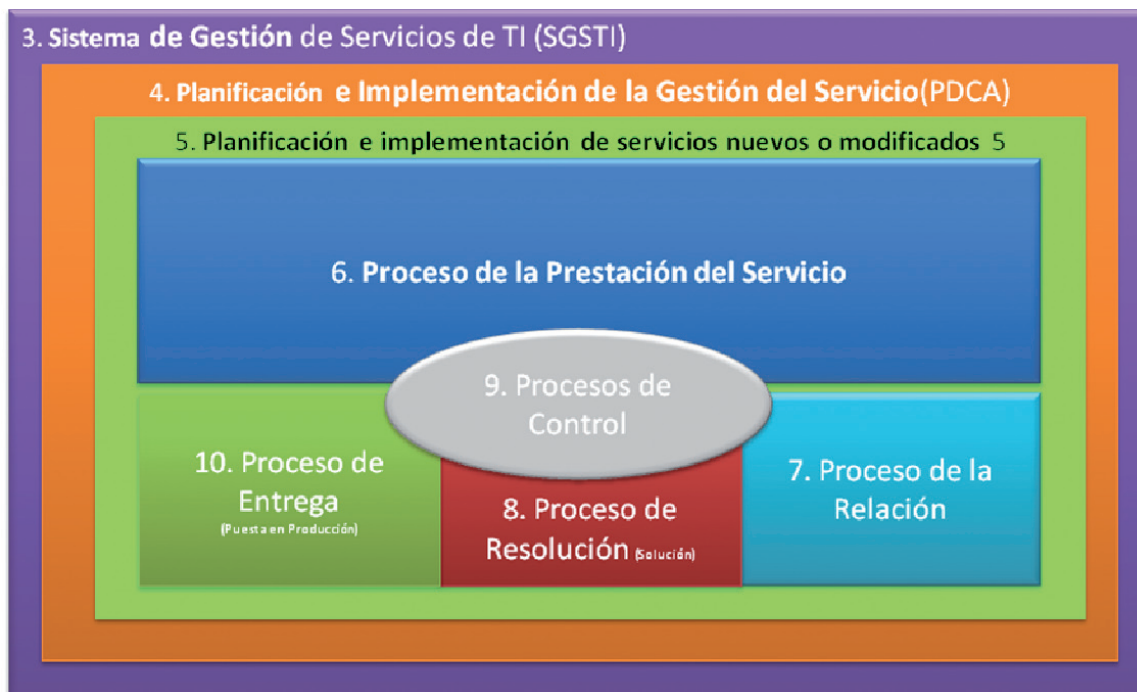 3. Sistema de Gestión de Servicios de TI (SGSTI)
4. Planificación e Implementación de la Gestión del Servicio(PDCA)
5. Planificación e implementación de servicios nuevos o modificados 5
6. Proceso de la Prestación del Servicio
9. Procesos de
Control
10. Proceso de
Entrega
(Puesta en Producción)
8. Proceso de
Resolución (Solución)
7. Proceso de la
Relación